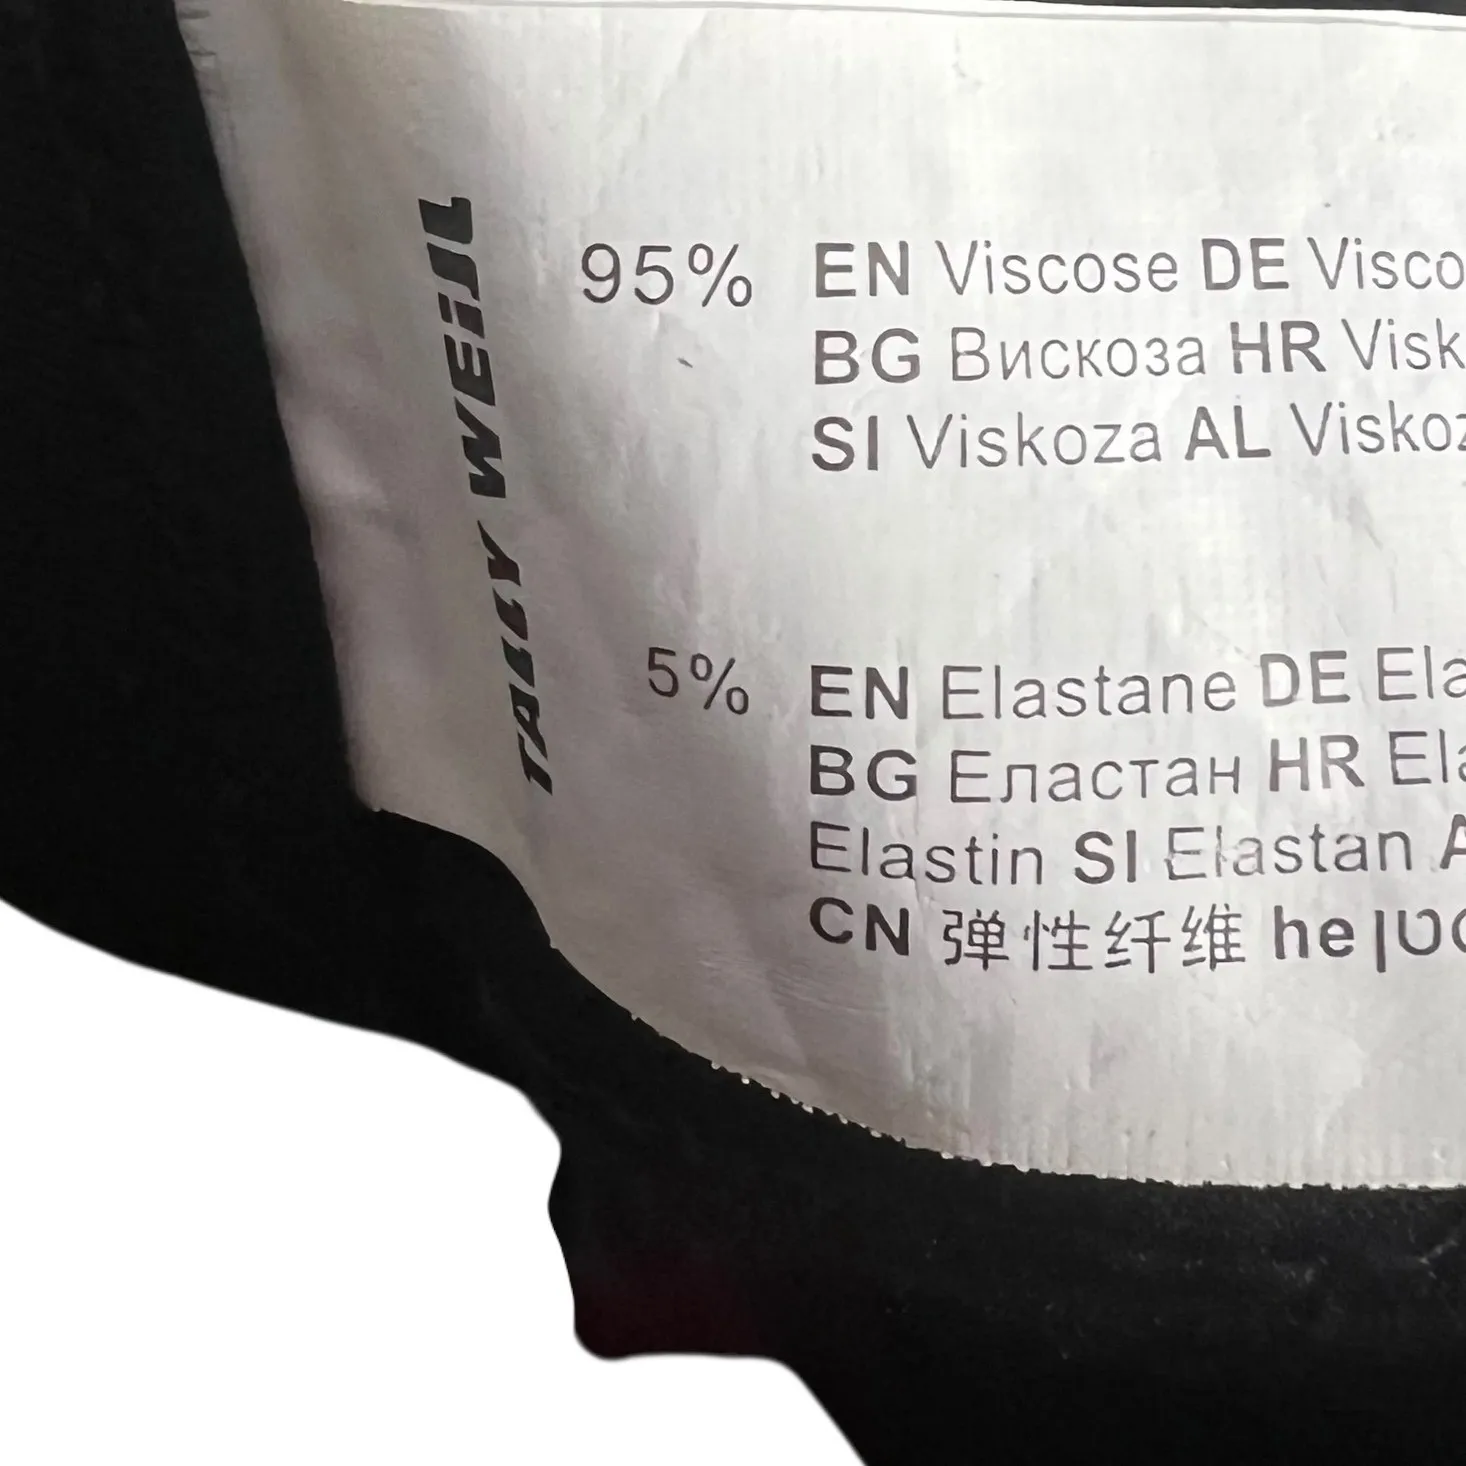 TALLY WEiJL
95% EN Viscose DE Visco
BG Вискоза HR Visk
SI Viskoza AL Viskoz
5% EN Elastane DE Ela
BG Еластан HR Ela
Elastin SI Elastan A
CN 弹性纤维 he